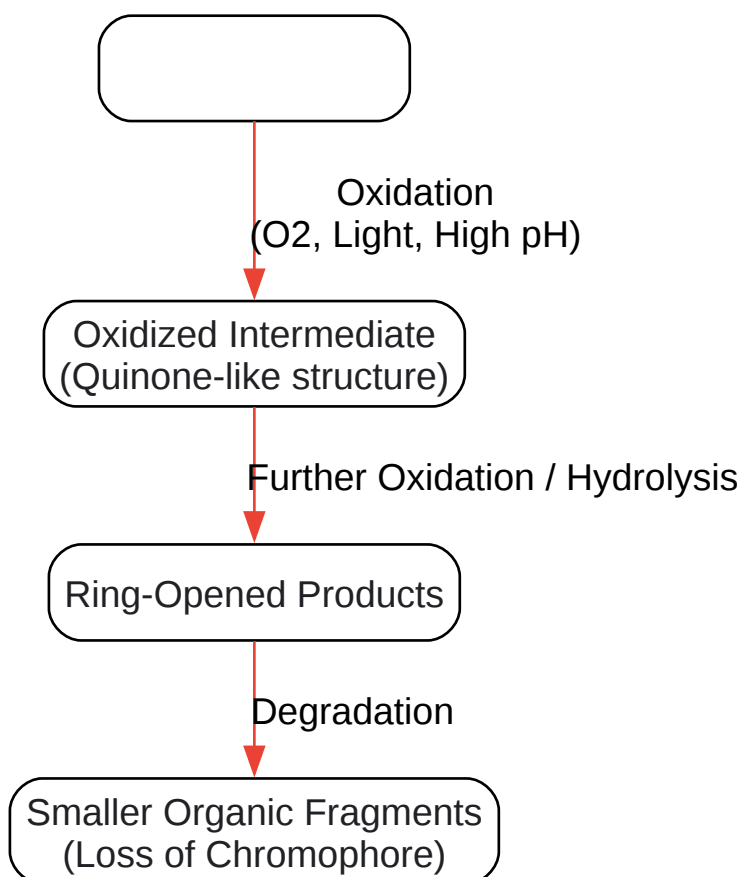 Oxidation
(O2, Light, High pH)
Oxidized Intermediate
(Quinone-like structure)
Further Oxidation / Hydrolysis
Ring-Opened Products
Degradation
Smaller Organic Fragments
(Loss of Chromophore)